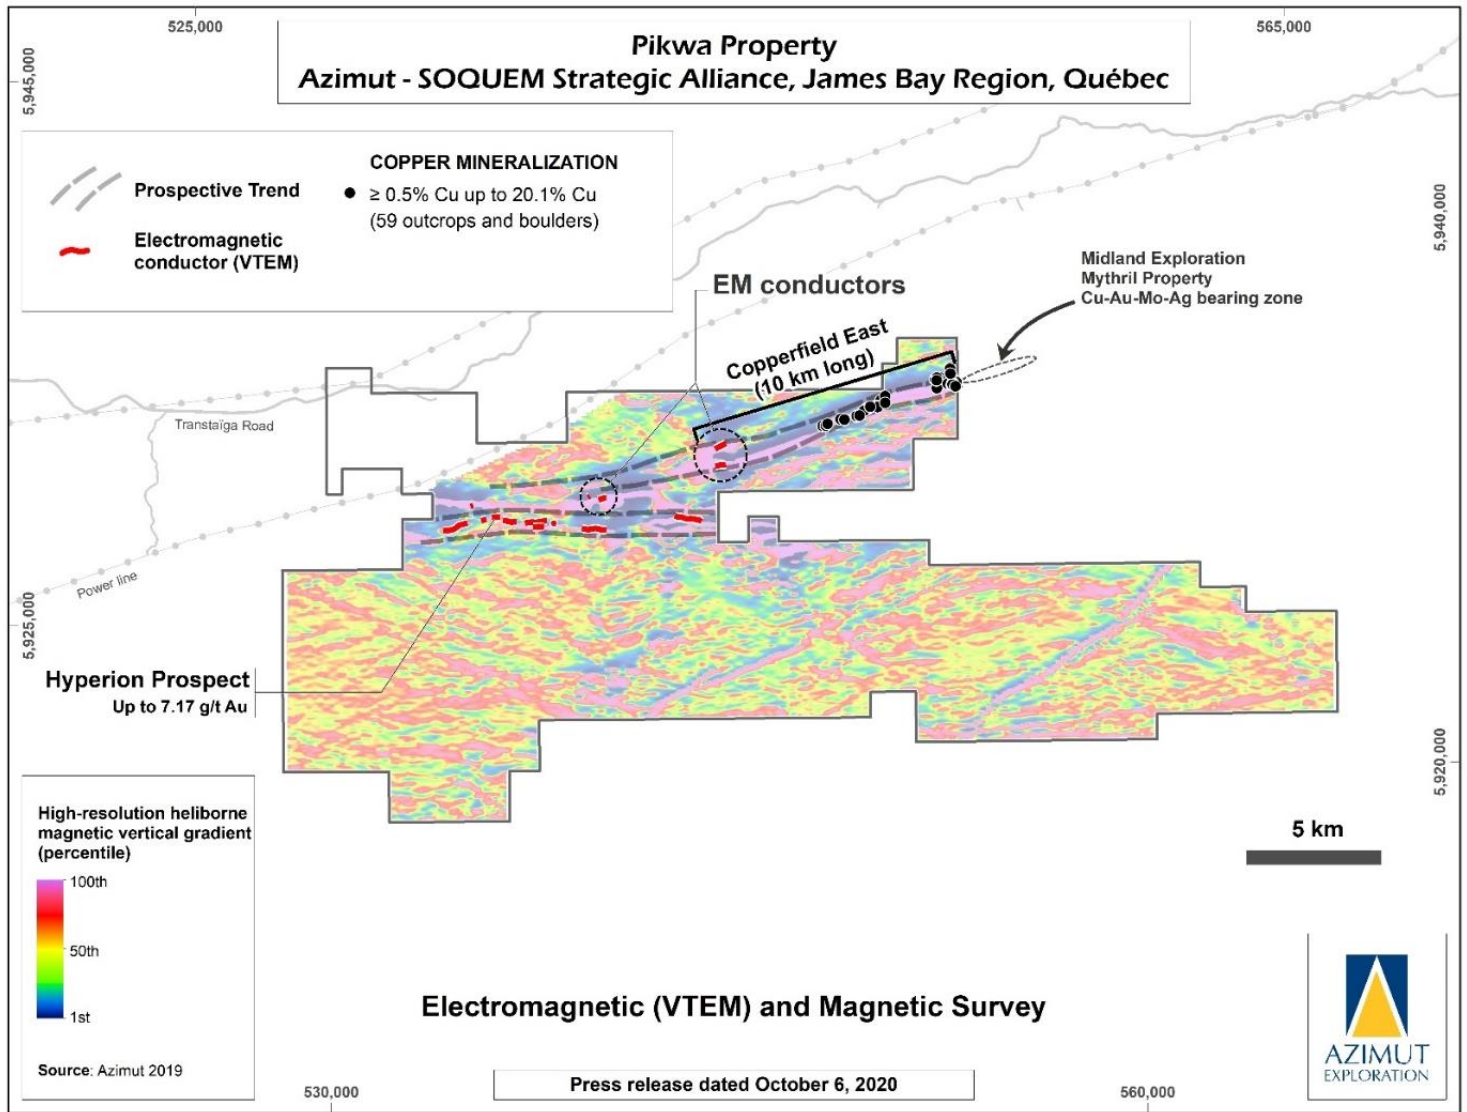 525,000
565,000
Pikwa Property
Azimut - SOQUEM Strategic Alliance, James Bay Region, Québec
5,945,000
5,940,000
Prospective Trend
Electromagnetic
conductor (VTEM)
COPPER MINERALIZATION
≥ 0.5% Cu up to 20.1% Cu
(59 outcrops and boulders)
Midland Exploration
Mythril Property
Cu-Au-Mo-Ag bearing zone
EM conductors
Copperfield East
(10 km long)
Transtaïga Road
Power line
5,925,000
Hyperion Prospect
Up to 7.17 g/t Au
5,920,000
High-resolution heliborne
magnetic vertical gradient
(percentile)
100th
50th
1st
Source: Azimut 2019
5 km
Electromagnetic (VTEM) and Magnetic Survey
AZIMUT
EXPLORATION
Press release dated October 6, 2020
530,000
560,000